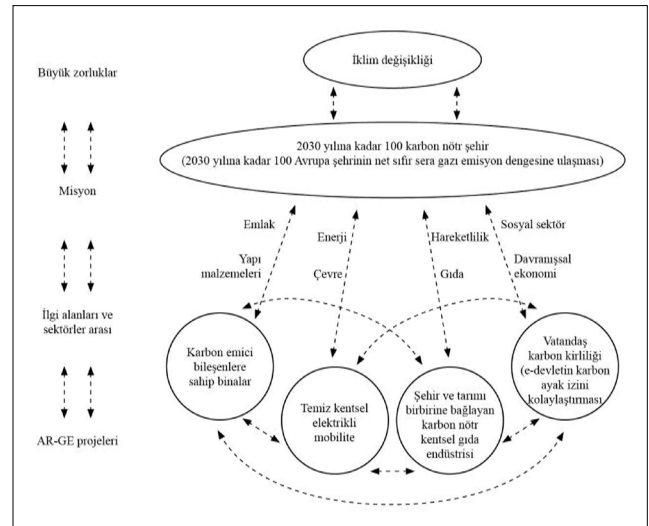 İklim değişikliği
Büyük zorluklar
2030 yılına kadar 100 karbon nötr şehir
(2030 yılına kadar 100 Avrupa şehrinin net sıfır sera gazı emisyon dengesine ulaşması)
Misyon
Emlak
Enerji
Hareketlilik
Sosyal sektör
Yapı
malzemeleri
Çevre
Gıda
Davranışsal
ekonomi
İlgi alanları ve
sektörler arası
Karbon emici
bileşenlere
sahip binalar
Temiz kentsel
elektrikli
mobilite
Şehir ve tarımı
birbirine bağlayan
karbon nötr
kentsel gıda
endüstrisi
Vatandaş
karbon kirliliği
(e-devletin karbon
ayak izini
kolaylaştırması)
AR-GE projeleri